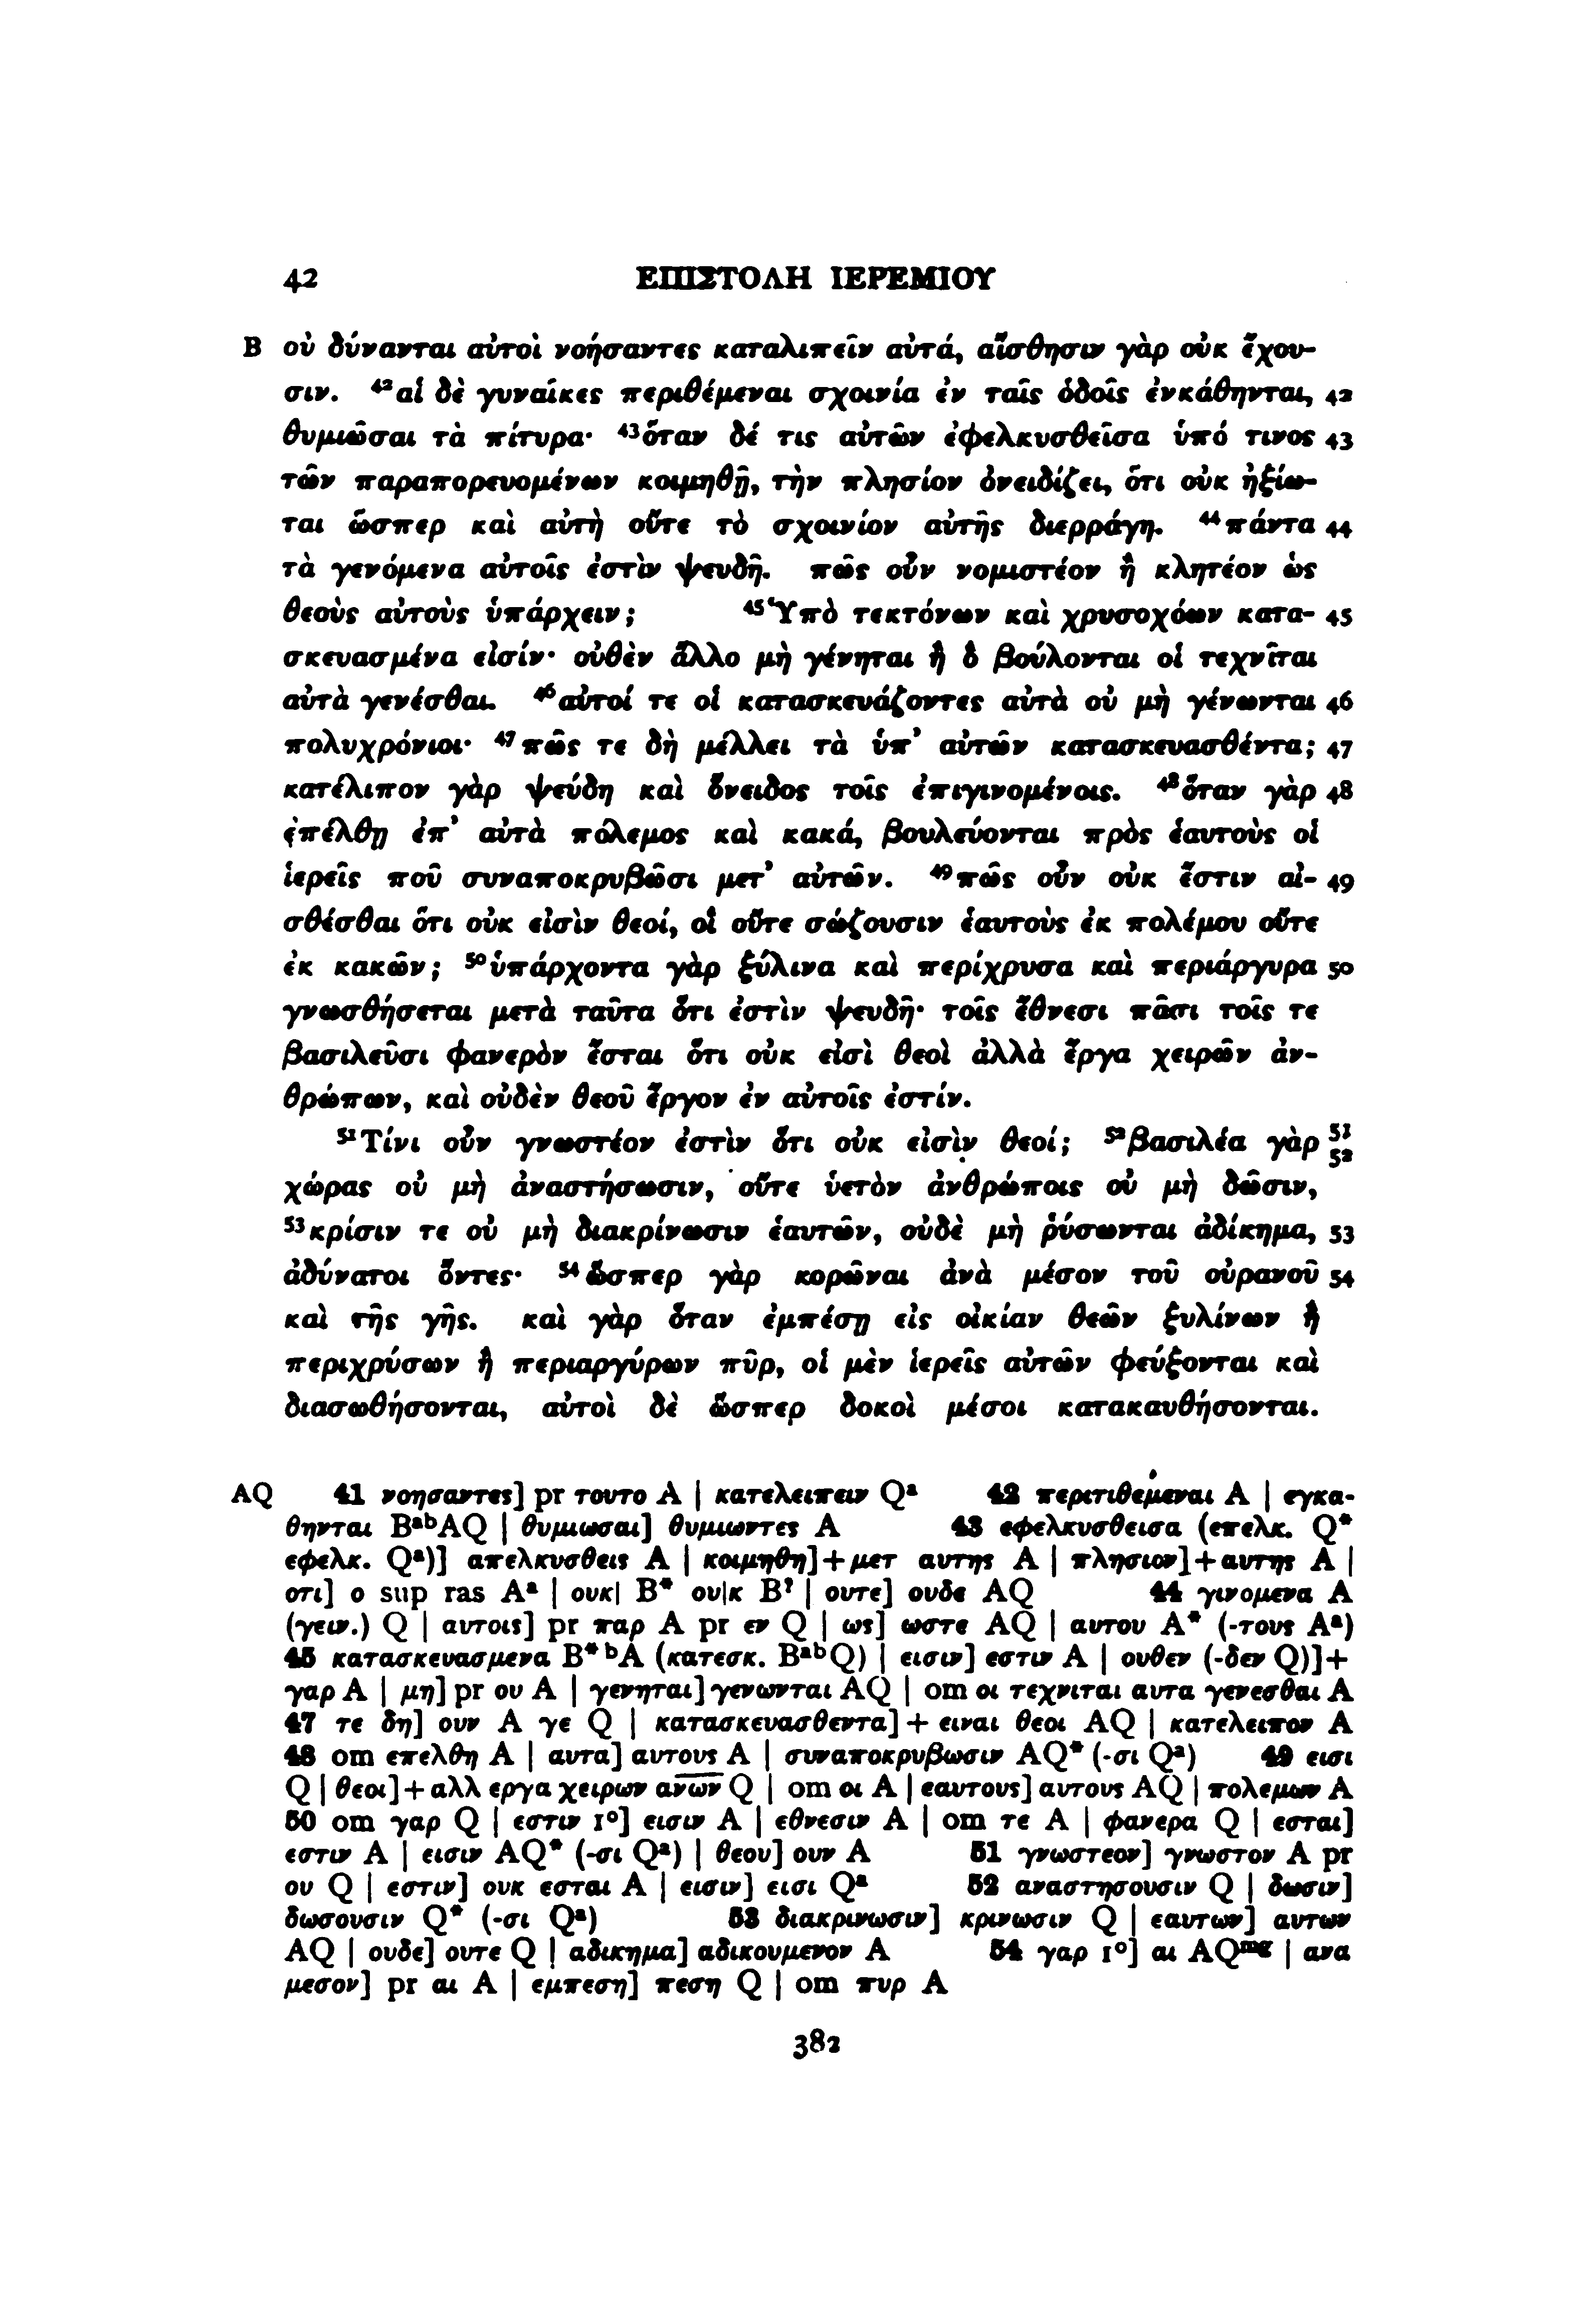 42 ΕΠΙΣΤΟΛΗ ΙΕΡΕΜΙΟΥ
B οὐ δύνανται αὐτοὶ νοήσαντες καταλιπεῖν αὐτά, αἴσθησιν γὰρ οὐκ ἔχου-
σιν. ⁴²αἱ δὲ γυναῖκες περιθέμεναι σχοινία ἐν ταῖς ὁδοῖς ἐνκάθηνται, 42
θυμιῶσαι τὰ πίτυρα· ⁴³ὅταν δέ τις αὐτῶν ἐφελκυσθεῖσα ὑπό τινος 43
τῶν παραπορευομένων κοιμηθῇ, τὴν πλησίον ὀνειδίζει, ὅτι οὐκ ἠξίω-
ται ὥσπερ καὶ αὐτὴ οὔτε τὸ σχοινίον αὐτῆς διερράγη. ⁴⁴πάντα 44
τὰ γενόμενα αὐτοῖς ἐστὶν ψευδῆ. πῶς οὖν νομιστέον ἢ κλητέον ὡς
θεοὺς αὐτοὺς ὑπάρχειν; ⁴⁵Ὑπὸ τεκτόνων καὶ χρυσοχόων κατα- 45
σκευασμένα εἰσίν· οὐθὲν ἄλλο μὴ γένηται ἢ ὃ βούλονται οἱ τεχνῖται
αὐτὰ γενέσθαι. ⁴⁶αὐτοί τε οἱ κατασκευάζοντες αὐτὰ οὐ μὴ γένωνται 46
πολυχρόνιοι· ⁴⁷πῶς τε δὴ μέλλει τὰ ὑπ’ αὐτῶν κατασκευασθέντα; 47
κατέλιπον γὰρ ψεύδη καὶ ὄνειδος τοῖς ἐπιγινομένοις. ⁴⁸ὅταν γὰρ 48
ἐπέλθῃ ἐπ’ αὐτὰ πόλεμος καὶ κακά, βουλεύονται πρὸς ἑαυτοὺς οἱ
ἱερεῖς ποῦ συναποκρυβῶσι μετ’ αὐτῶν. ⁴⁹πῶς οὖν οὐκ ἔστιν αἰ- 49
σθέσθαι ὅτι οὐκ εἰσὶν θεοί, οἳ οὔτε σώζουσιν ἑαυτοὺς ἐκ πολέμου οὔτε
ἐκ κακῶν; ⁵⁰ὑπάρχοντα γὰρ ξύλινα καὶ περίχρυσα καὶ περιάργυρα 50
γνωσθήσεται μετὰ ταῦτα ὅτι ἐστὶν ψευδῆ· τοῖς ἔθνεσι πᾶσι τοῖς τε
βασιλεῦσι φανερὸν ἔσται ὅτι οὐκ εἰσὶ θεοὶ ἀλλὰ ἔργα χειρῶν ἀν-
θρώπων, καὶ οὐδὲν θεοῦ ἔργον ἐν αὐτοῖς ἐστίν.
⁵¹Τίνι οὖν γνωστέον ἐστὶν ὅτι οὐκ εἰσὶν θεοί; ⁵²βασιλέα γὰρ 51 52
χώρας οὐ μὴ ἀναστήσωσιν, οὔτε ὑετὸν ἀνθρώποις οὐ μὴ δῶσιν,
⁵³κρίσιν τε οὐ μὴ διακρίνωσιν ἑαυτῶν, οὐδὲ μὴ ῥύσωνται ἀδίκημα, 53
ἀδύνατοι ὄντες· ⁵⁴ὥσπερ γὰρ κορῶναι ἀνὰ μέσον τοῦ οὐρανοῦ 54
καὶ τῆς γῆς. καὶ γὰρ ὅταν ἐμπέσῃ εἰς οἰκίαν θεῶν ξυλίνων ἢ
περιχρύσων ἢ περιαργύρων πῦρ, οἱ μὲν ἱερεῖς αὐτῶν φεύξονται καὶ
διασωθήσονται, αὐτοὶ δὲ ὥσπερ δοκοὶ μέσοι κατακαυθήσονται.
AQ 41 νοησαντες] pr τουτο A | κατελειπειν Qᵃ 42 περιτιθεμεναι A | εγκα-
θηνται BᵃᵇAQ | θυμιωσαι] θυμιωντες A 43 εφελκυσθεισα (επελκ. Q*
εφελκ. Qᵃ)] απελκυσθεις A | κοιμηθη]+μετ αυτης A | πλησιον]+αυτης A |
οτι] ο sup ras Aᵃ | ουκ| B* ου|κ B? | ουτε] ουδε AQ 44 γινομενα A
(γειν.) Q | αυτοις] pr παρ A pr εν Q | ως] ωστε AQ | αυτου A* (-τους Aᵃ)
45 κατασκευασμενα B*ᵇA (κατεσκ. BᵃᵇQ) | εισιν] εστιν A | ουθεν (-δεν Q)]+
γαρ A | μη] pr ου A | γενηται] γενωνται AQ | om οι τεχνιται αυτα γενεσθαι A
47 τε δη] ουν A γε Q | κατασκευασθεντα]+ ειναι θεοι AQ | κατελειπον A
48 om επελθη A | αυτα] αυτους A | συναποκρυβωσιν AQ* (-σι Qᵃ) 49 εισι
Q | θεοι]+αλλ εργα χειρων α̅ν̅ω̅ν̅ Q | om οι A | εαυτους] αυτους AQ | πολεμων A
50 om γαρ Q | εστιν 1°] εισιν A | εθνεσιν A | om τε A | φανερα Q | εσται]
εστιν A | εισιν AQ* (-σι Qᵃ) | θεου] ουν A 51 γνωστεον] γνωστον A pr
ου Q | εστιν] ουκ εσται A | εισιν] εισι Qᵃ 52 αναστησουσιν Q | δωσιν]
δωσουσιν Q* (-σι Qᵃ) 53 διακρινωσιν] κρινωσιν Q | εαυτων] αυτων
AQ | ουδε] ουτε Q | αδικημα] αδικουμενον A 54 γαρ 1°] αι AQᵐᵍ | ανα
μεσον] pr αι A | εμπεση] πεση Q | om πυρ A
382